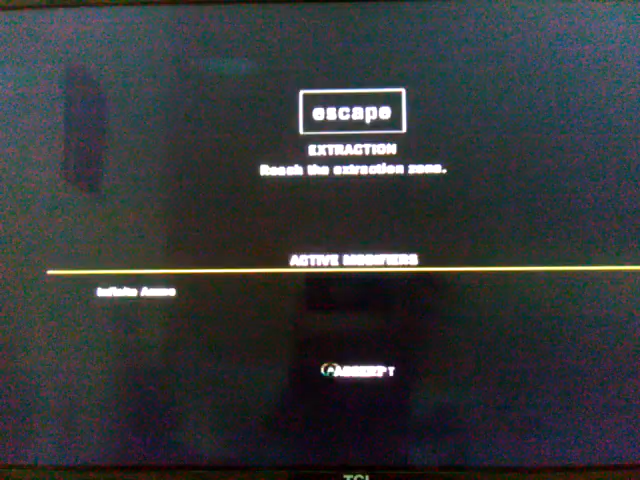 escape
EXTRACTION
Reach the extraction zone.
ACTIVE MODIFIERS
Infinite Ammo
ACCEPT
TCL